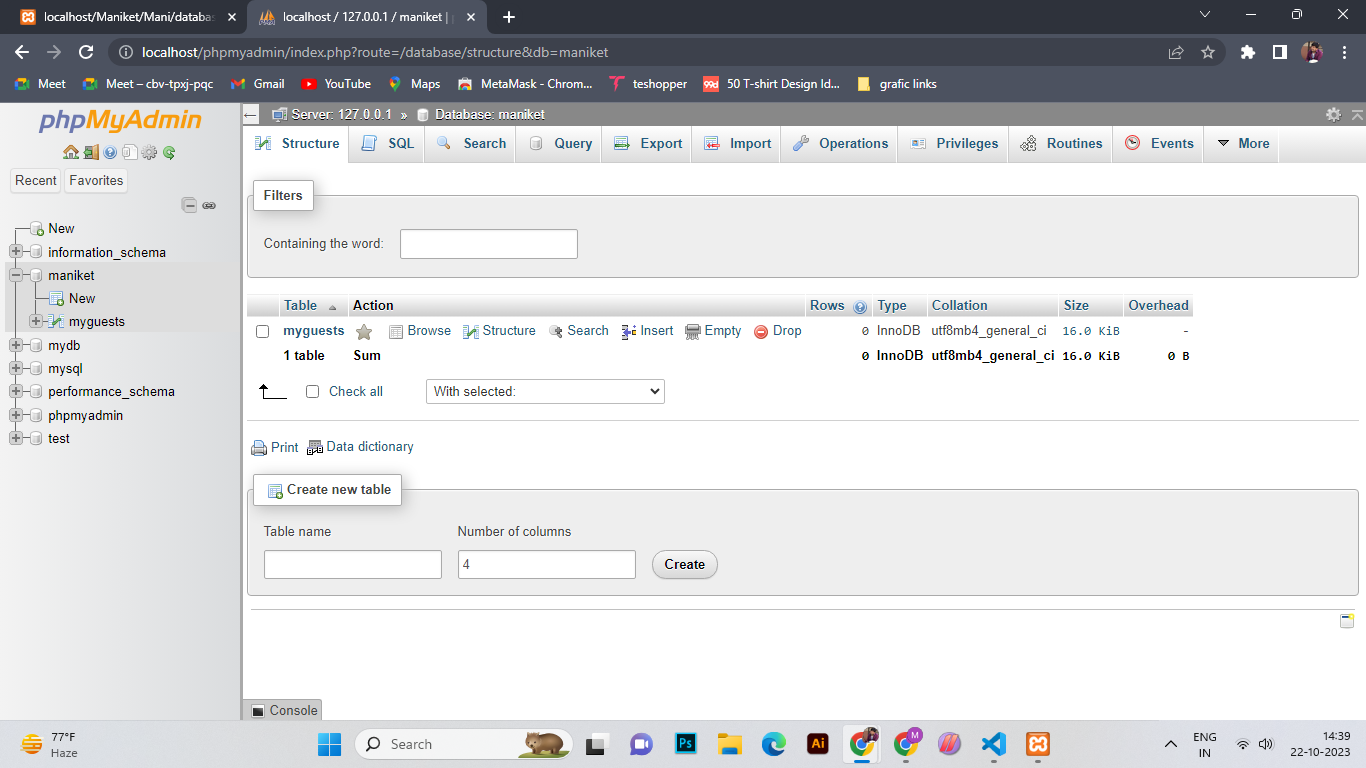 localhost/Maniket/Mani/databas
localhost / 127.0.0.1 / maniket |
localhost/phpmyadmin/index.php?route=/database/structure&db=maniket
Meet
Meet – cbv-tpxj-pqc
Gmail
YouTube
Maps
MetaMask - Chrom...
teshopper
99d
50 T-shirt Design Id...
grafic links
phpMyAdmin
Recent
Favorites
New
information_schema
maniket
New
myguests
mydb
mysql
performance_schema
phpmyadmin
test
Server: 127.0.0.1 » Database: maniket
Structure
SQL
Search
Query
Export
Import
Operations
Privileges
Routines
Events
More
Filters
Containing the word:
Table Action Rows Type Collation Size Overhead
myguests Browse Structure Search Insert Empty Drop 0 InnoDB utf8mb4_general_ci 16.0 KiB -
1 table Sum 0 InnoDB utf8mb4_general_ci 16.0 KiB 0 B
Check all
With selected:
Print
Data dictionary
Create new table
Table name
Number of columns
4
Create
Console
77°F
Haze
Search
Ps
Ai
M
ENG
IN
14:39
22-10-2023